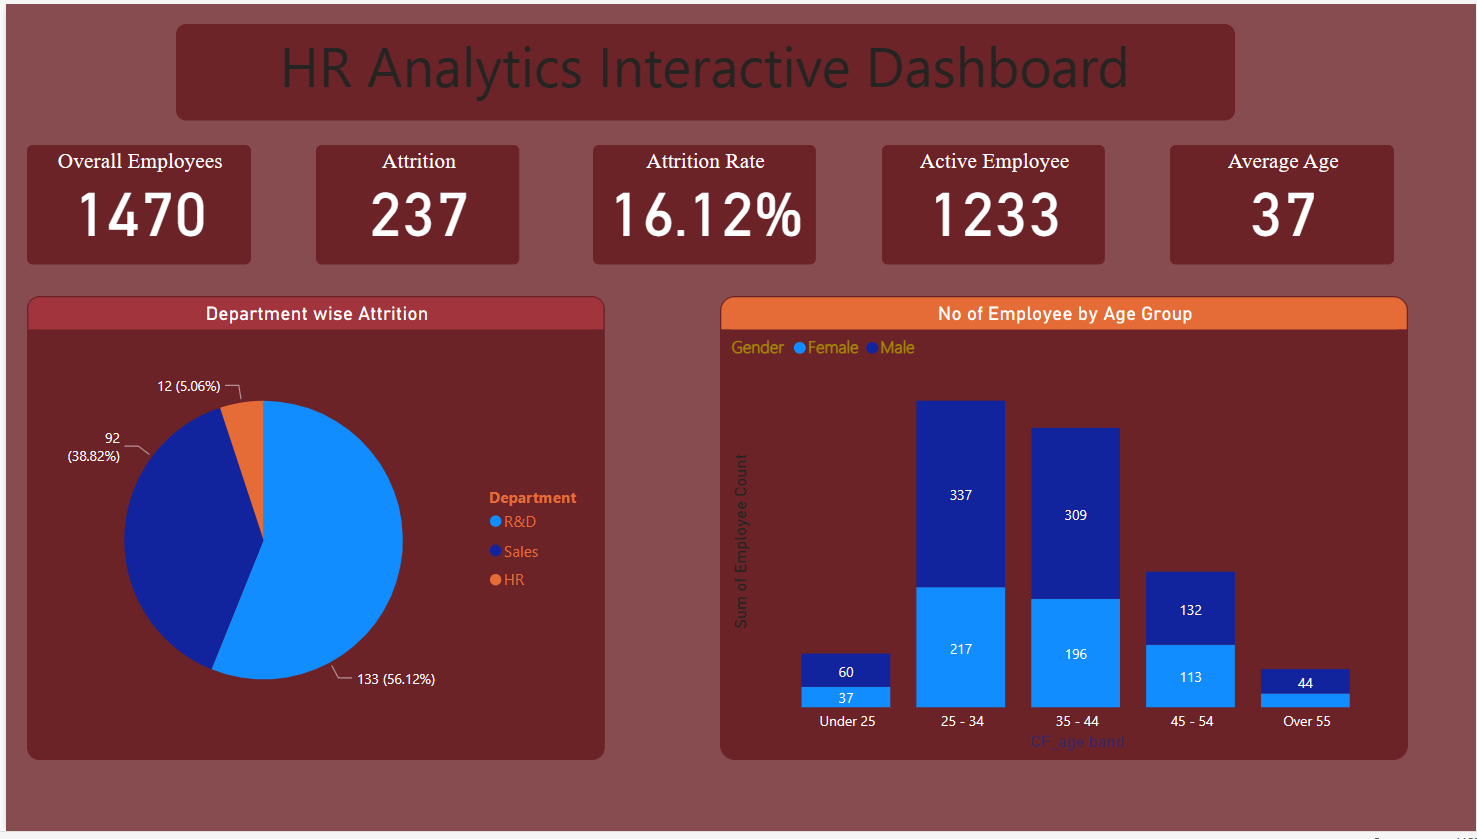 HR Analytics Interactive Dashboard
Overall Employees
1470
Attrition
237
Attrition Rate
16.12%
Active Employee
1233
Average Age
37
Department wise Attrition
12 (5.06%)
92
(38.82%)
133 (56.12%)
Department
R&D
Sales
HR
No of Employee by Age Group
Gender Female Male
Sum of Employee Count
337
309
217
196
132
113
60
37
44
Under 25 25 - 34 35 - 44 45 - 54 Over 55
CF_age band